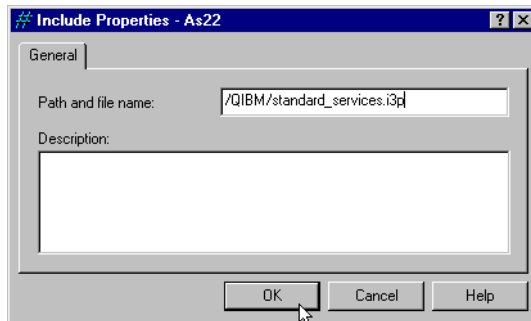 Include Properties - As22
General
Path and file name: /QIBM/standard_services.i3p
Description:
OK Cancel Help